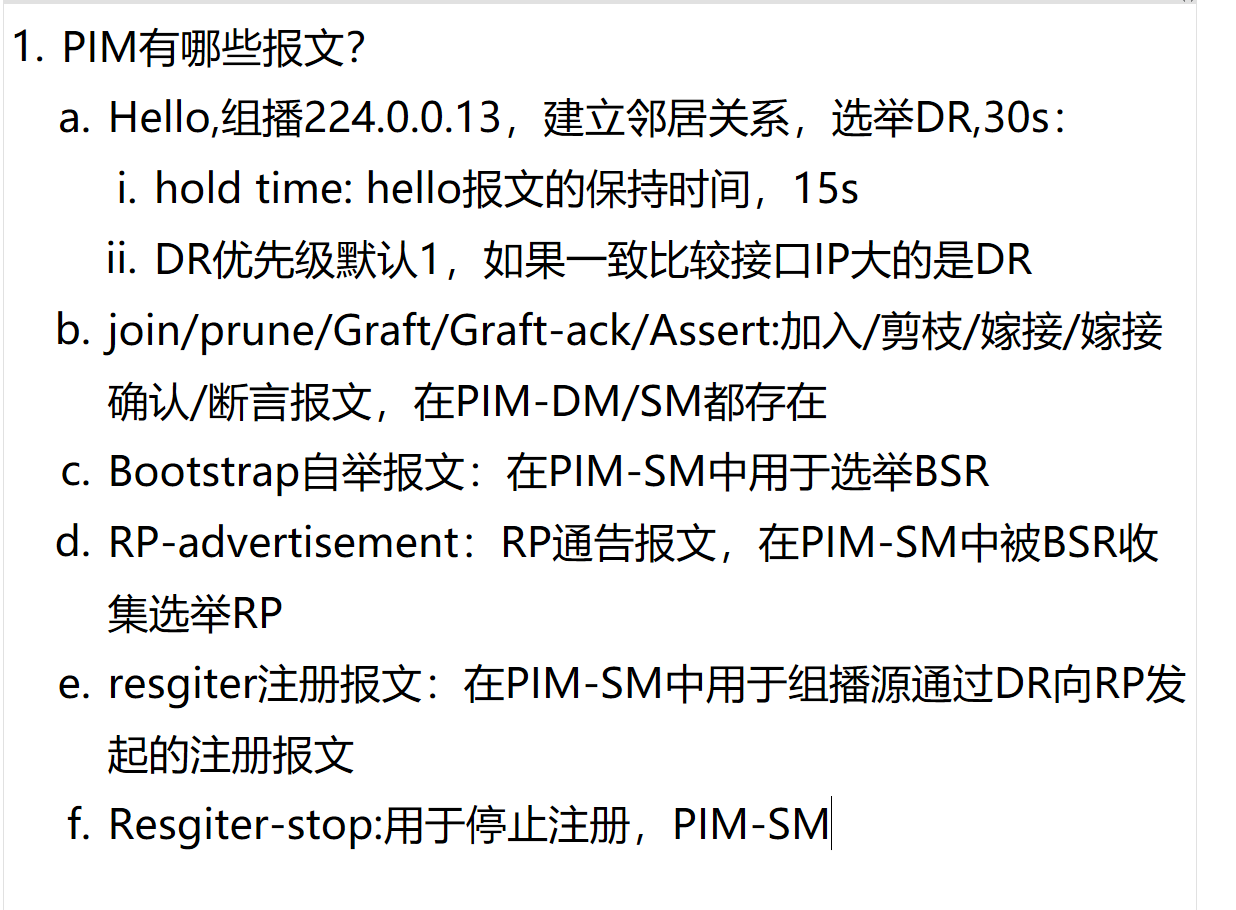 1. PIM有哪些报文？
a. Hello,组播224.0.0.13，建立邻居关系，选举DR,30s：
i. hold time: hello报文的保持时间，15s
ii. DR优先级默认1，如果一致比较接口IP大的是DR
b. join/prune/Graft/Graft-ack/Assert:加入/剪枝/嫁接/嫁接
确认/断言报文，在PIM-DM/SM都存在
c. Bootstrap自举报文：在PIM-SM中用于选举BSR
d. RP-advertisement：RP通告报文，在PIM-SM中被BSR收
集选举RP
e. resgiter注册报文：在PIM-SM中用于组播源通过DR向RP发
起的注册报文
f. Resgiter-stop:用于停止注册，PIM-SM